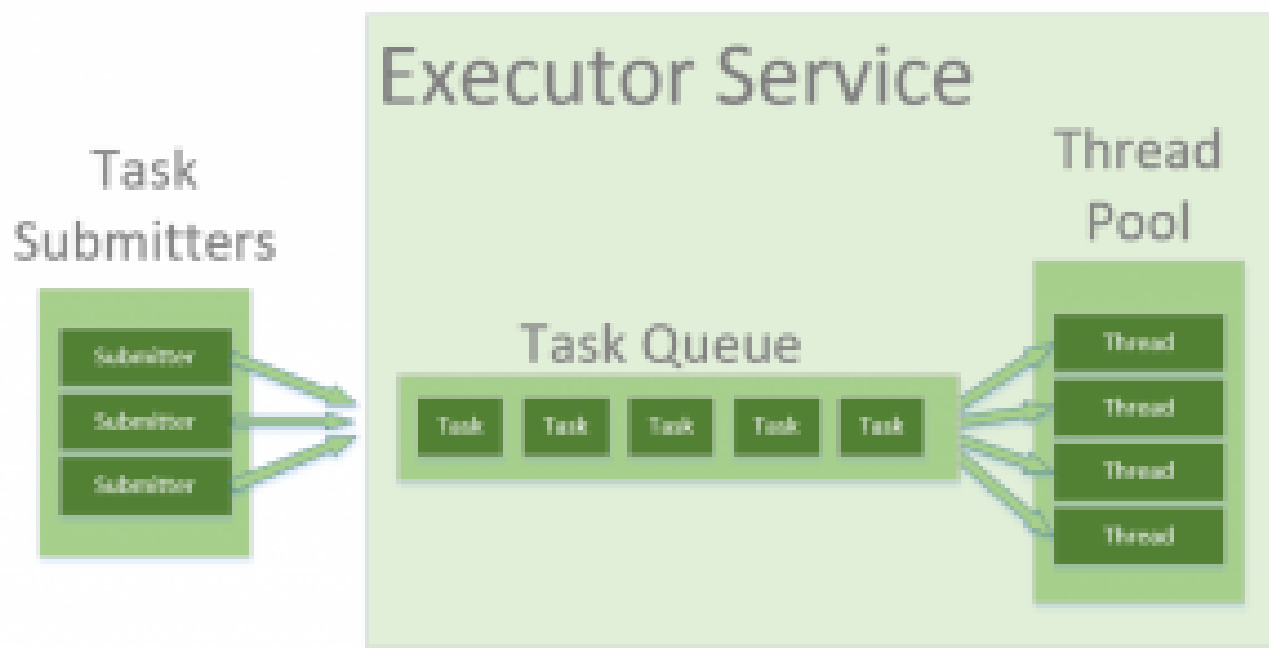 Executor Service
Task
Submitters
Submitter
Submitter
Submitter
Task Queue
Task Task Task Task Task
Thread
Pool
Thread
Thread
Thread
Thread